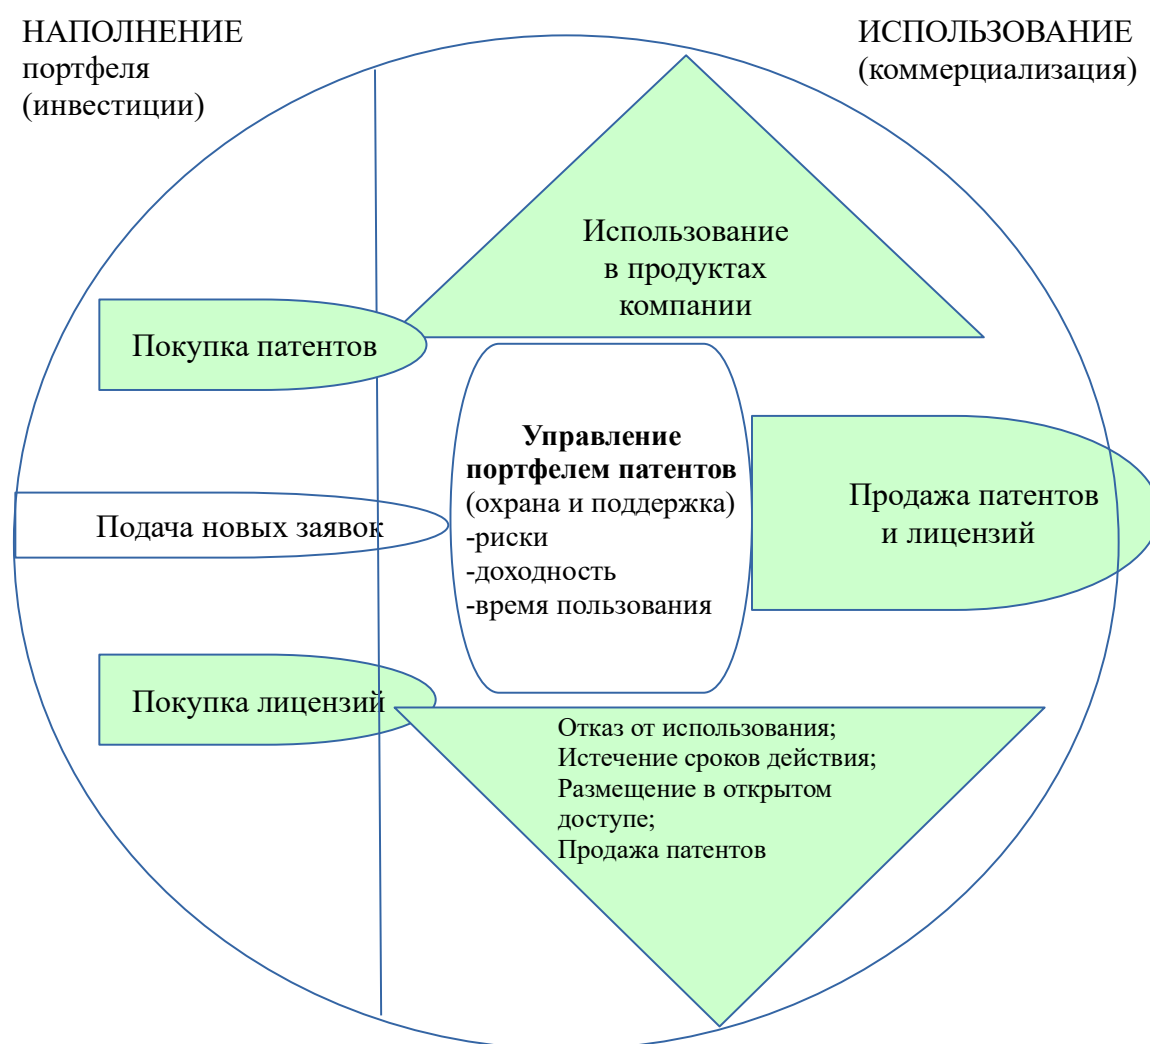 НАПОЛНЕНИЕ
портфеля
(инвестиции)
ИСПОЛЬЗОВАНИЕ
(коммерциализация)
Использование
в продуктах
компании
Покупка патентов
Управление
портфелем патентов
(охрана и поддержка)
-риски
-доходность
-время пользования
Продажа патентов
и лицензий
Подача новых заявок
Покупка лицензий
Отказ от использования;
Истечение сроков действия;
Размещение в открытом
доступе;
Продажа патентов